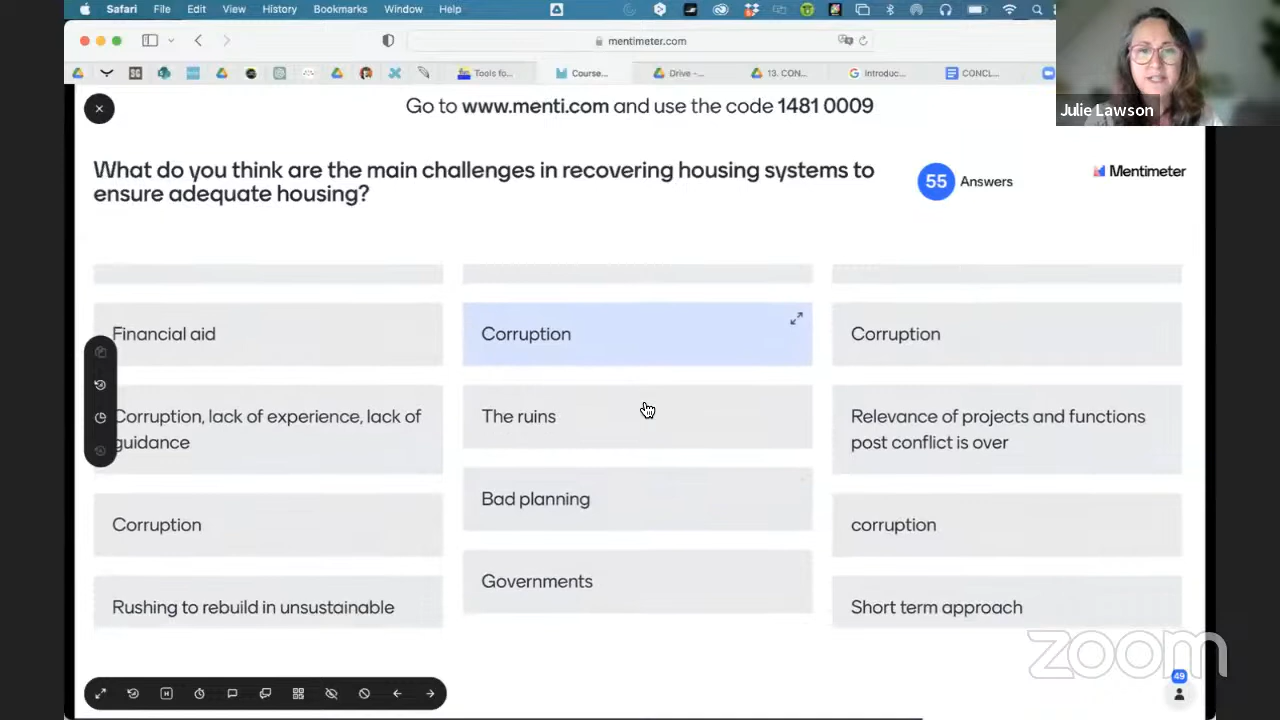 Safari File Edit View History Bookmarks Window Help
mentimeter.com
Tools fo...
Course...
Drive -...
13. CON...
Introduc...
CONCL...
Julie Lawson
Go to www.menti.com and use the code 1481 0009
What do you think are the main challenges in recovering housing systems to
ensure adequate housing?
55 Answers
Mentimeter
Financial aid
Corruption
Corruption
Corruption, lack of experience, lack of
guidance
The ruins
Relevance of projects and functions
post conflict is over
Corruption
Bad planning
corruption
Rushing to rebuild in unsustainable
Governments
Short term approach
zoom
49